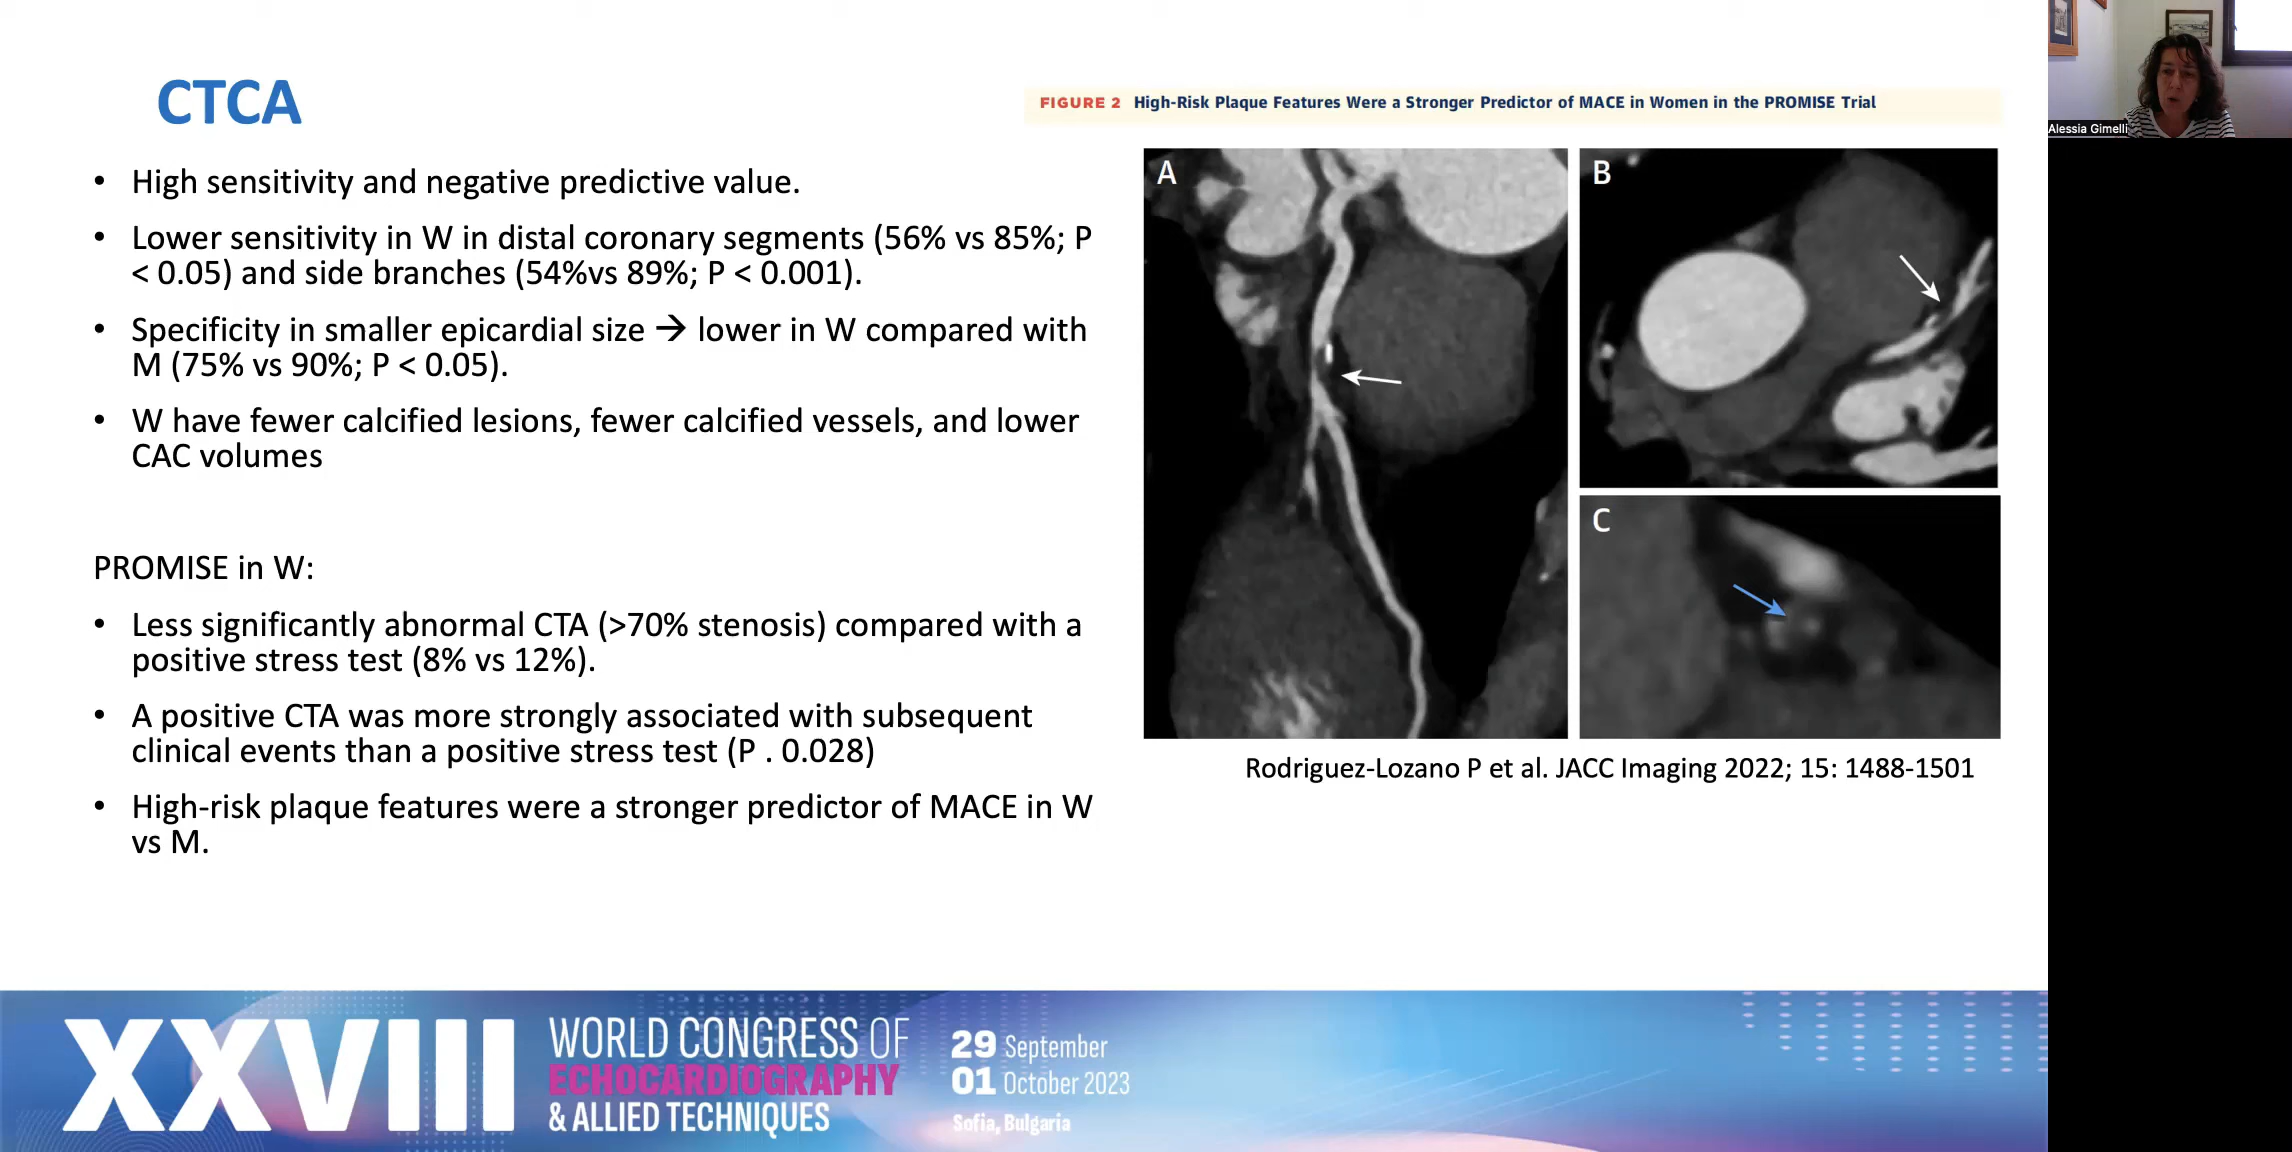 CTCA
• High sensitivity and negative predictive value.
• Lower sensitivity in W in distal coronary segments (56% vs 85%; P
< 0.05) and side branches (54%vs 89%; P < 0.001).
• Specificity in smaller epicardial size → lower in W compared with
M (75% vs 90%; P < 0.05).
• W have fewer calcified lesions, fewer calcified vessels, and lower
CAC volumes
PROMISE in W:
• Less significantly abnormal CTA (>70% stenosis) compared with a
positive stress test (8% vs 12%).
• A positive CTA was more strongly associated with subsequent
clinical events than a positive stress test (P . 0.028)
• High-risk plaque features were a stronger predictor of MACE in W
vs M.
FIGURE 2 High-Risk Plaque Features Were a Stronger Predictor of MACE in Women in the PROMISE Trial
A
B
C
Rodriguez-Lozano P et al. JACC Imaging 2022; 15: 1488-1501
Alessia Gimelli
XXVIII
WORLD CONGRESS OF
ECHOCARDIOGRAPHY
& ALLIED TECHNIQUES
29 September
01 October 2023
Sofia, Bulgaria